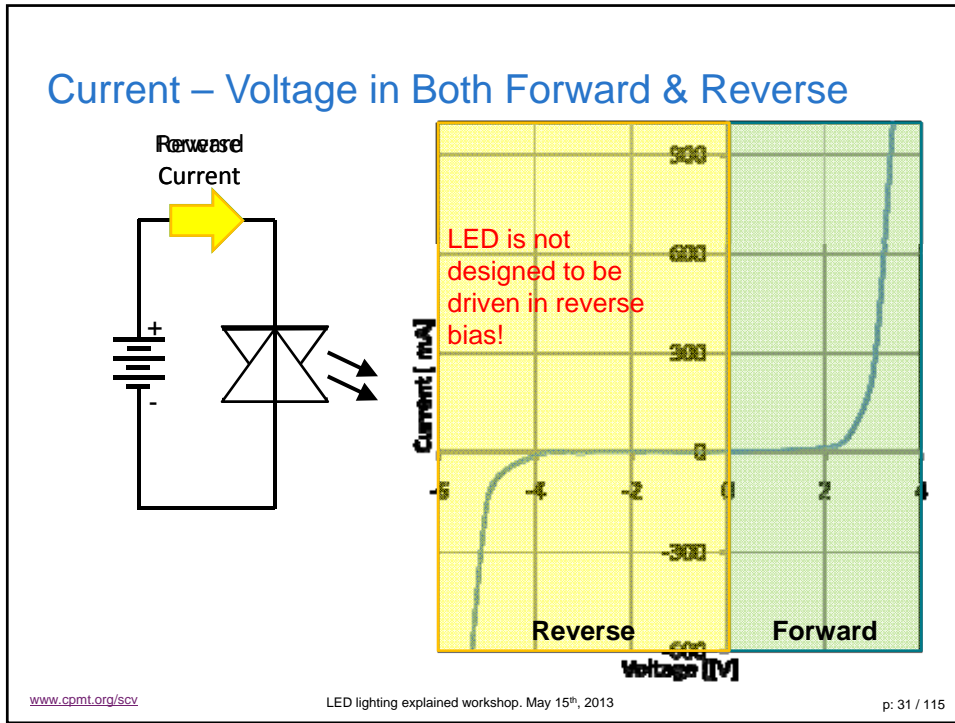 Current – Voltage in Both Forward & Reverse
Current
+
-
LED is not
designed to be
driven in reverse
bias!
Current [ mA]
900
600
300
0
-6 -4 -2 0 2 4
-300
Reverse Forward
-600
Voltage [[V]
www.cpmt.org/scv LED lighting explained workshop. May 15th, 2013 p: 31 / 115